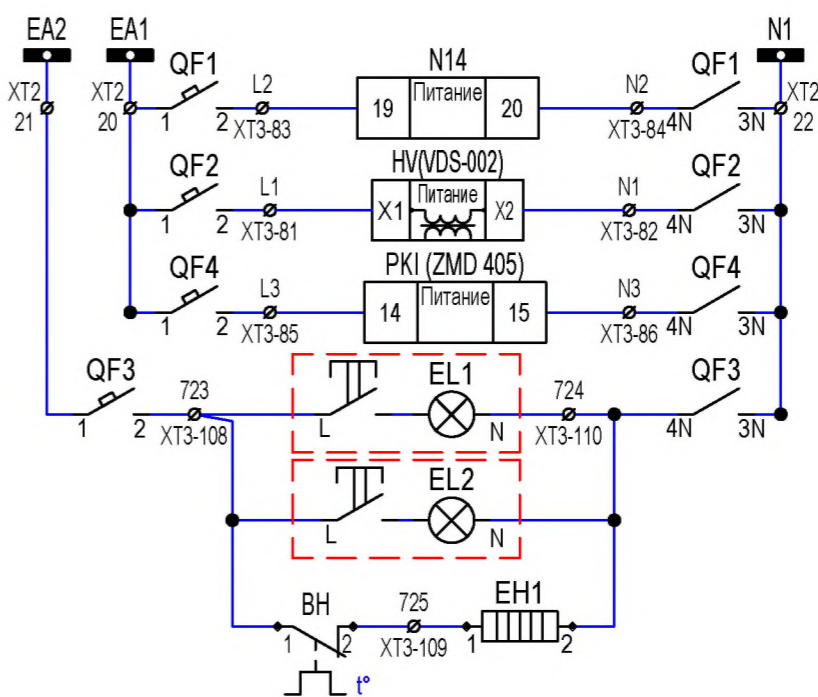 EA2 EA1 N1
QF1 L2 N14 N2 QF1
XT2 XT2 19 Питание 20 XT2
21 20 1 2 XT3-83 XT3-84 4N 3N 22
QF2 L1 HV(VDS-002) N1 QF2
X1 Питание X2
1 2 XT3-81 XT3-82 4N 3N
QF4 L3 PKI (ZMD 405) N3 QF4
14 Питание 15
1 2 XT3-85 XT3-86 4N 3N
QF3 723 EL1 724 QF3
1 2 XT3-108 L N XT3-110 4N 3N
EL2
L N
BH 725 EH1
1 2 XT3-109 1 2
t°